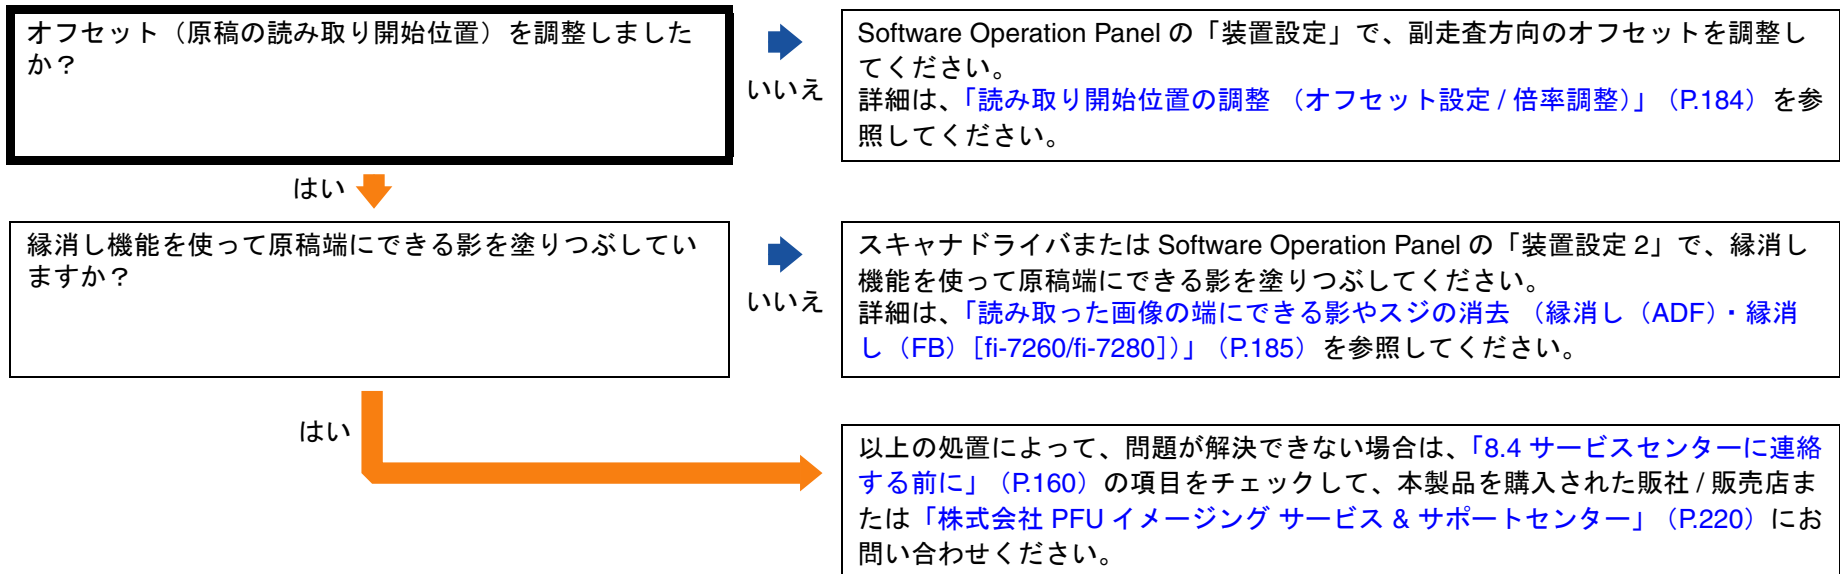 オフセット（原稿の読み取り開始位置）を調整しました
か？
いいえ
Software Operation Panel の「装置設定」で、副走査方向のオフセットを調整し
てください。
詳細は、「読み取り開始位置の調整 （オフセット設定 / 倍率調整）」（P.184）を参
照してください。
はい
縁消し機能を使って原稿端にできる影を塗りつぶしてい
ますか？
いいえ
スキャナドライバまたは Software Operation Panel の「装置設定 2」で、縁消し
機能を使って原稿端にできる影を塗りつぶしてください。
詳細は、「読み取った画像の端にできる影やスジの消去 （縁消し（ADF）・縁消
し（FB）［fi-7260/fi-7280］）」（P.185）を参照してください。
はい
以上の処置によって、問題が解決できない場合は、「8.4 サービスセンターに連絡
する前に」（P.160）の項目をチェックして、本製品を購入された販社 / 販売店ま
たは「株式会社 PFU イメージング サービス & サポートセンター」（P.220）にお
問い合わせください。